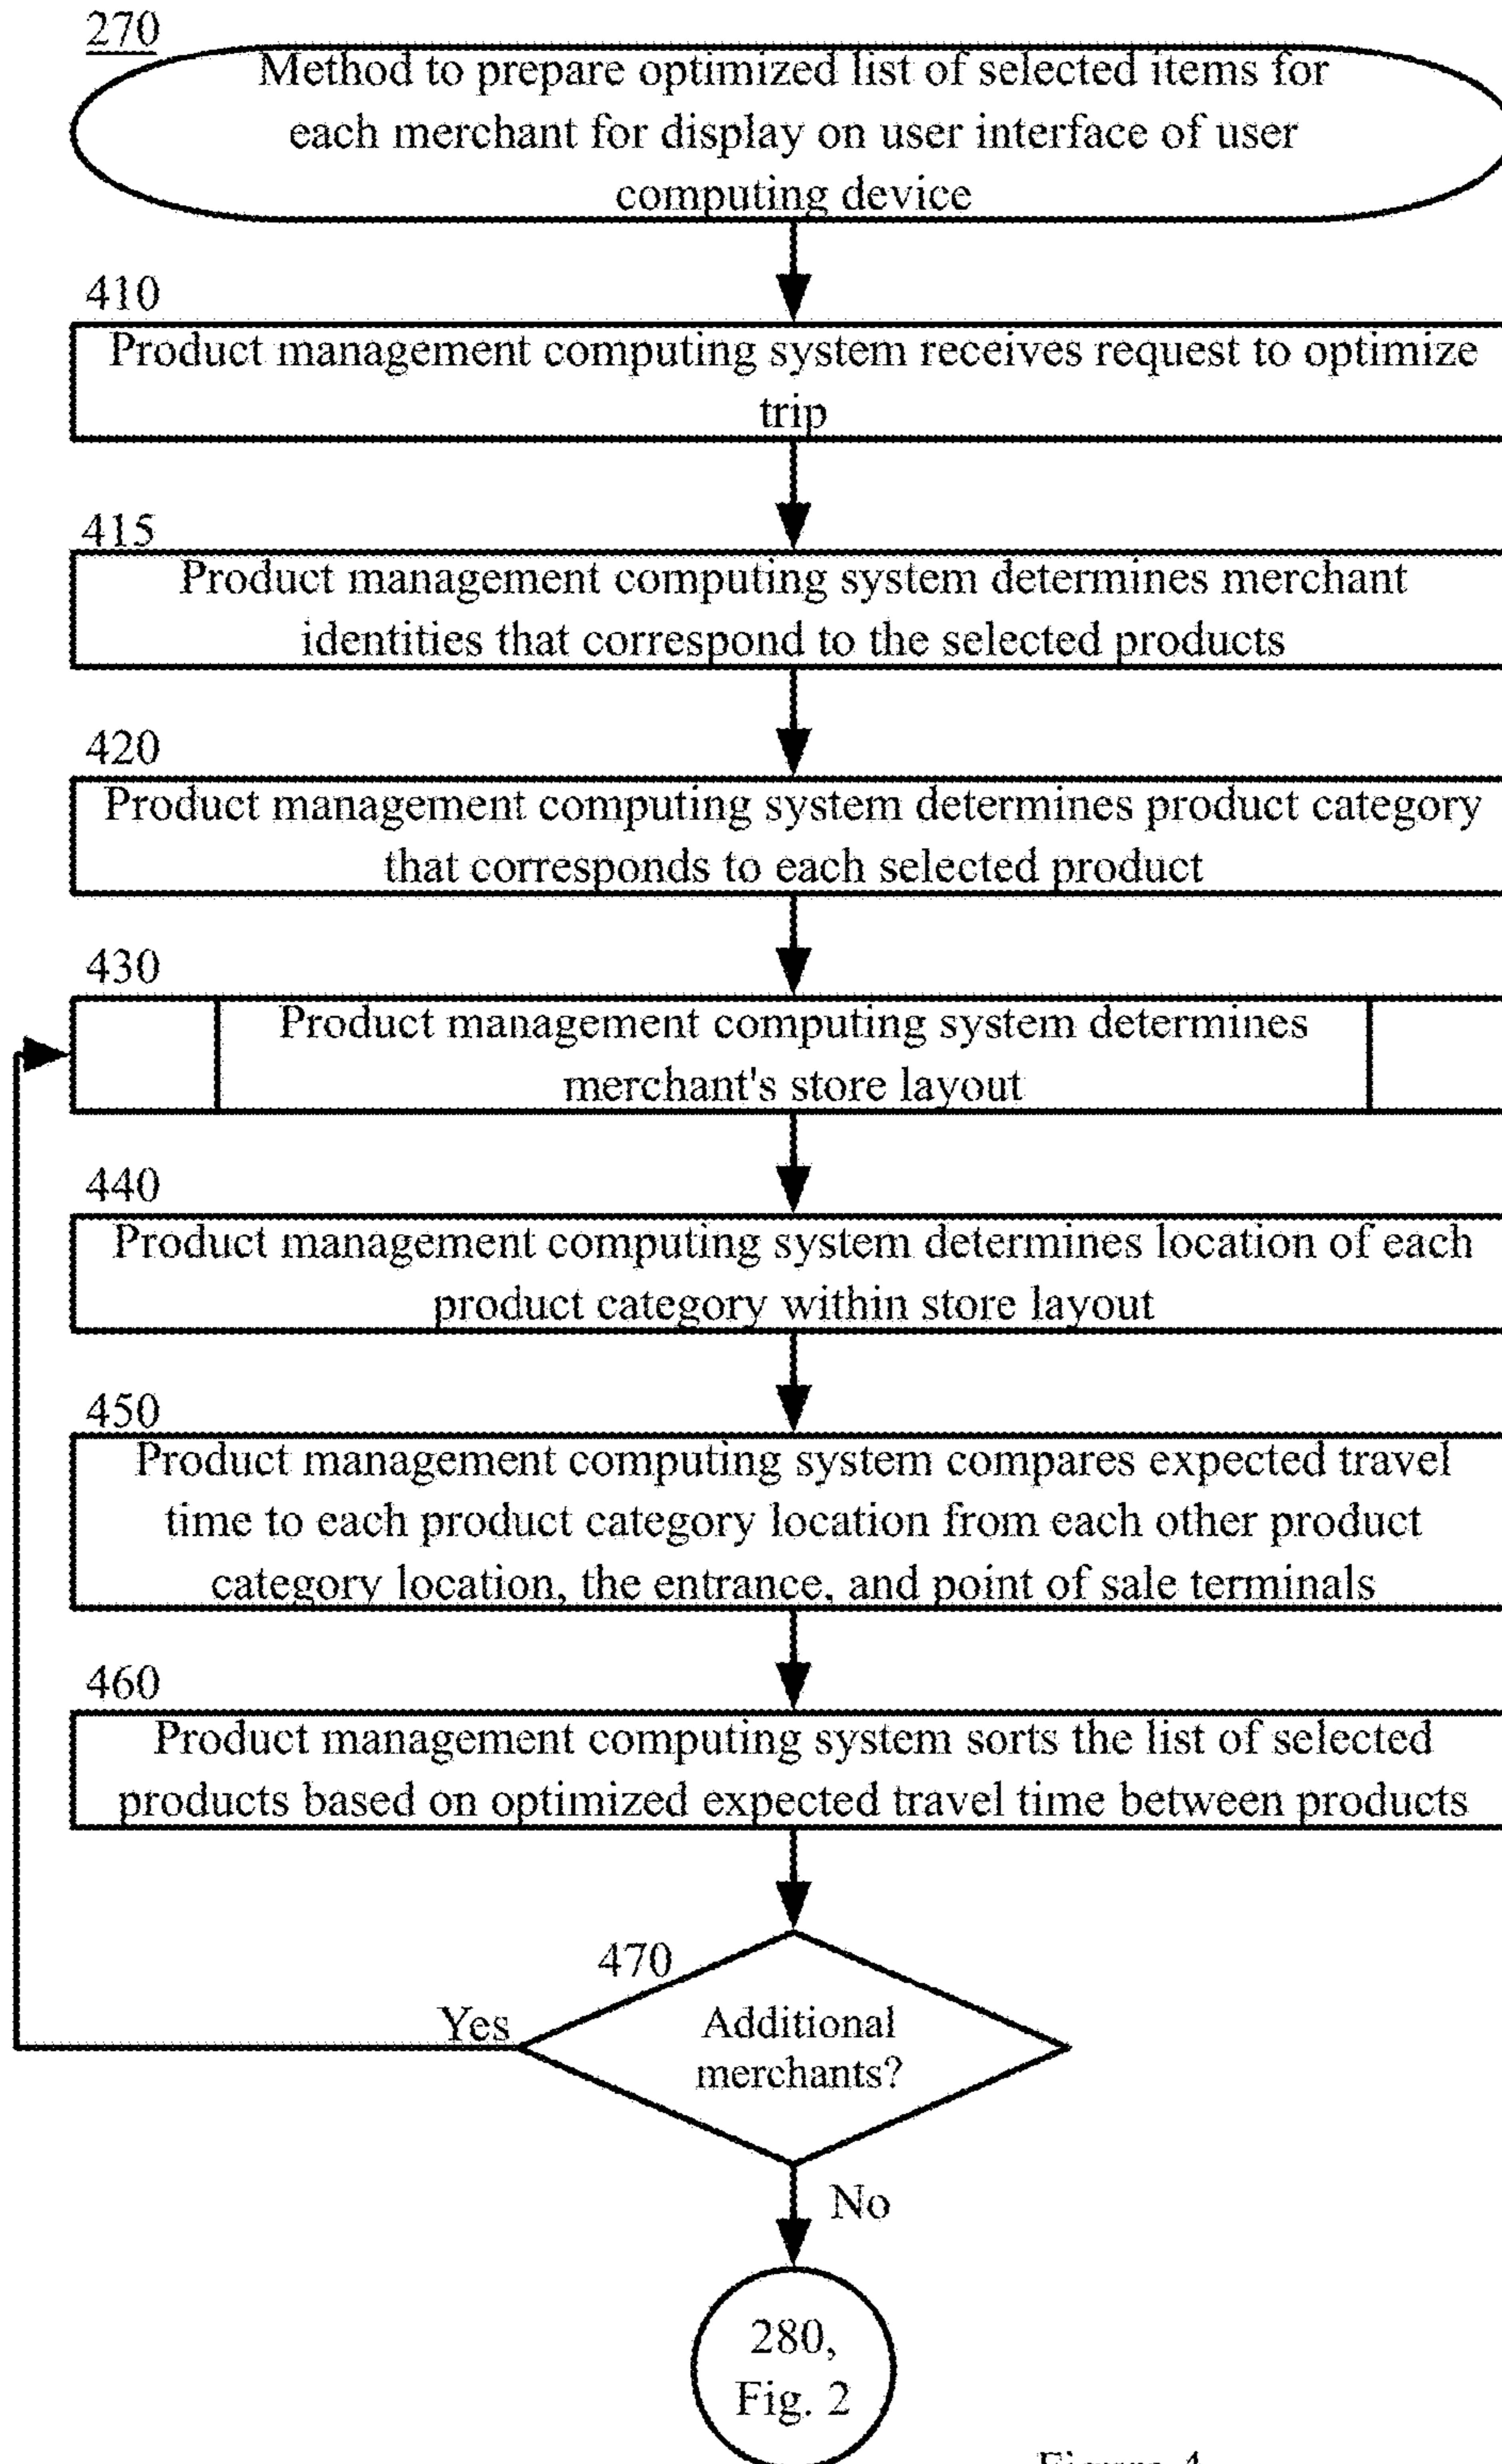 270
Method to prepare optimized list of selected items for
each merchant for display on user interface of user
computing device
410
Product management computing system receives request to optimize
trip
415
Product management computing system determines merchant
identities that correspond to the selected products
420
Product management computing system determines product category
that corresponds to each selected product
430
Product management computing system determines
merchant's store layout
440
Product management computing system determines location of each
product category within store layout
450
Product management computing system compares expected travel
time to each product category location from each other product
category location, the entrance, and point of sale terminals
460
Product management computing system sorts the list of selected
products based on optimized expected travel time between products
470
Additional
merchants?
Yes
No
280,
Fig. 2
Figure 4